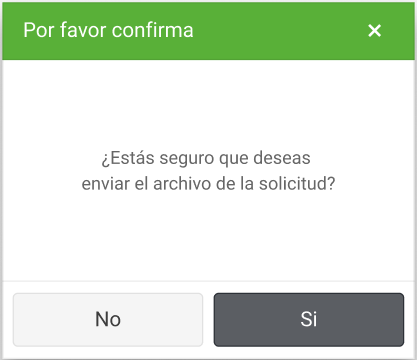 Por favor confirma
¿Estás seguro que deseas
enviar el archivo de la solicitud?
No
Si